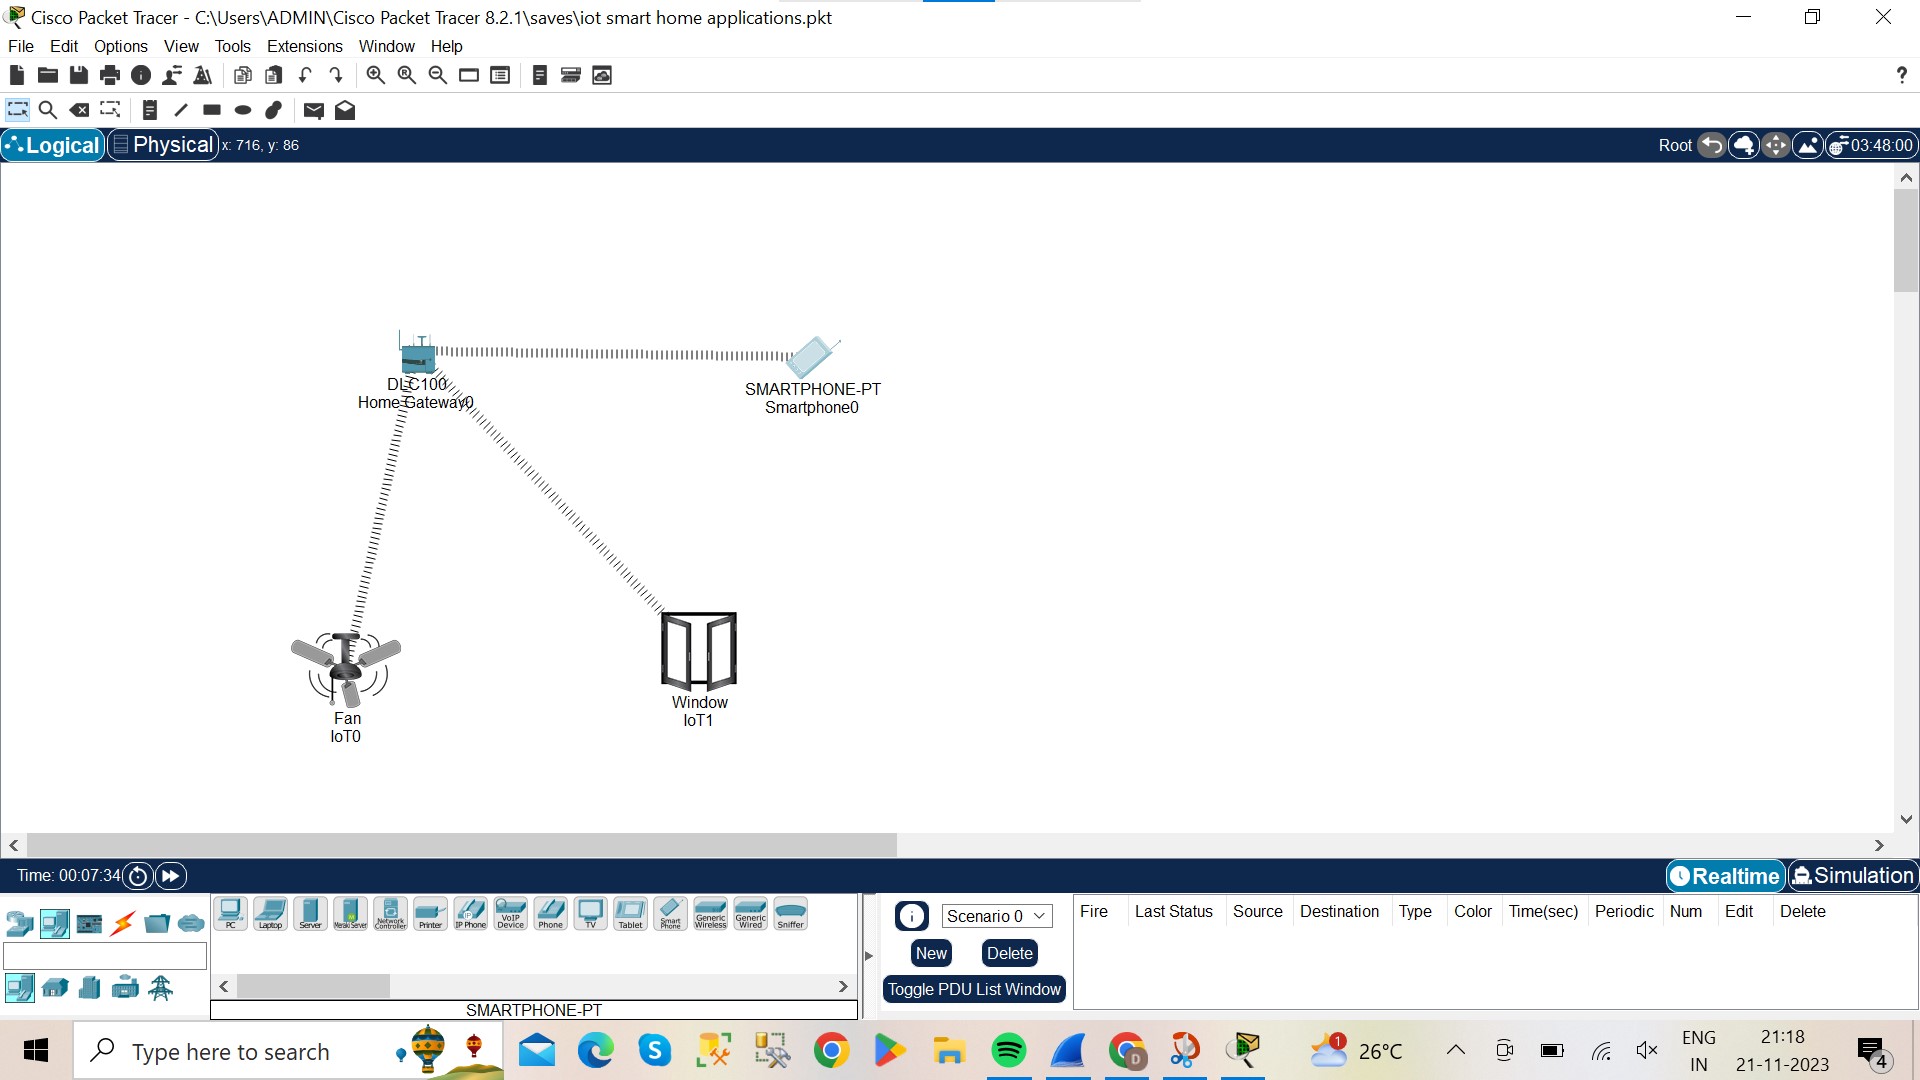 Cisco Packet Tracer - C:\Users\ADMIN\Cisco Packet Tracer 8.2.1\saves\iot smart home applications.pkt
File Edit Options View Tools Extensions Window Help
?
Logical Physical x: 716, y: 86 Root 03:48:00
DLC100
Home Gateway0
SMARTPHONE-PT
Smartphone0
Window
IoT1
Fan
IoT0
Time: 00:07:34 Realtime Simulation
PC Laptop Server Meraki Server Network Controller Printer IP Phone VoIP Device Phone TV Tablet Smart Phone Generic Wireless Generic Wired Sniffer
Scenario 0
New Delete
Toggle PDU List Window
Fire Last Status Source Destination Type Color Time(sec) Periodic Num Edit Delete
SMARTPHONE-PT
Type here to search
D
1
26°C
ENG
IN
21:18
21-11-2023
4